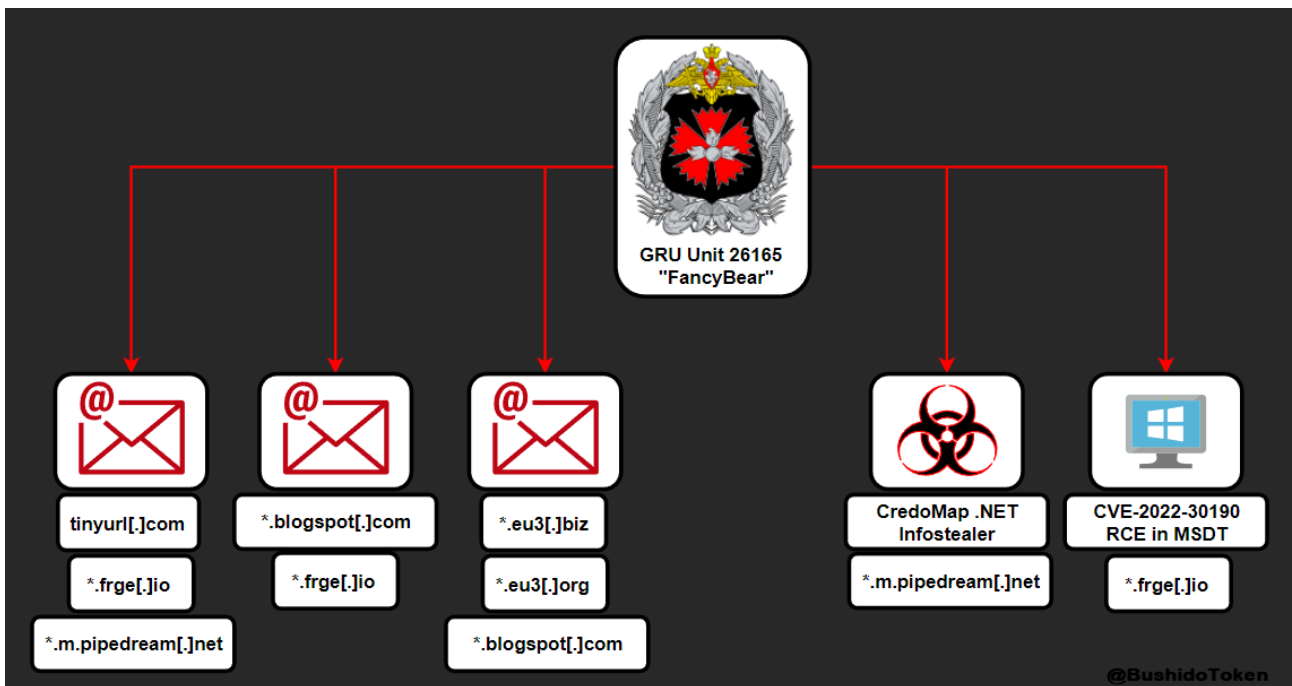 GRU Unit 26165
"FancyBear"
@
tinyurl[.]com
*.frge[.]io
*.m.pipedream[.]net
@
*.blogspot[.]com
*.frge[.]io
@
*.eu3[.]biz
*.eu3[.]org
*.blogspot[.]com
CredoMap .NET
Infostealer
*.m.pipedream[.]net
CVE-2022-30190
RCE in MSDT
*.frge[.]io
@BushidoToken